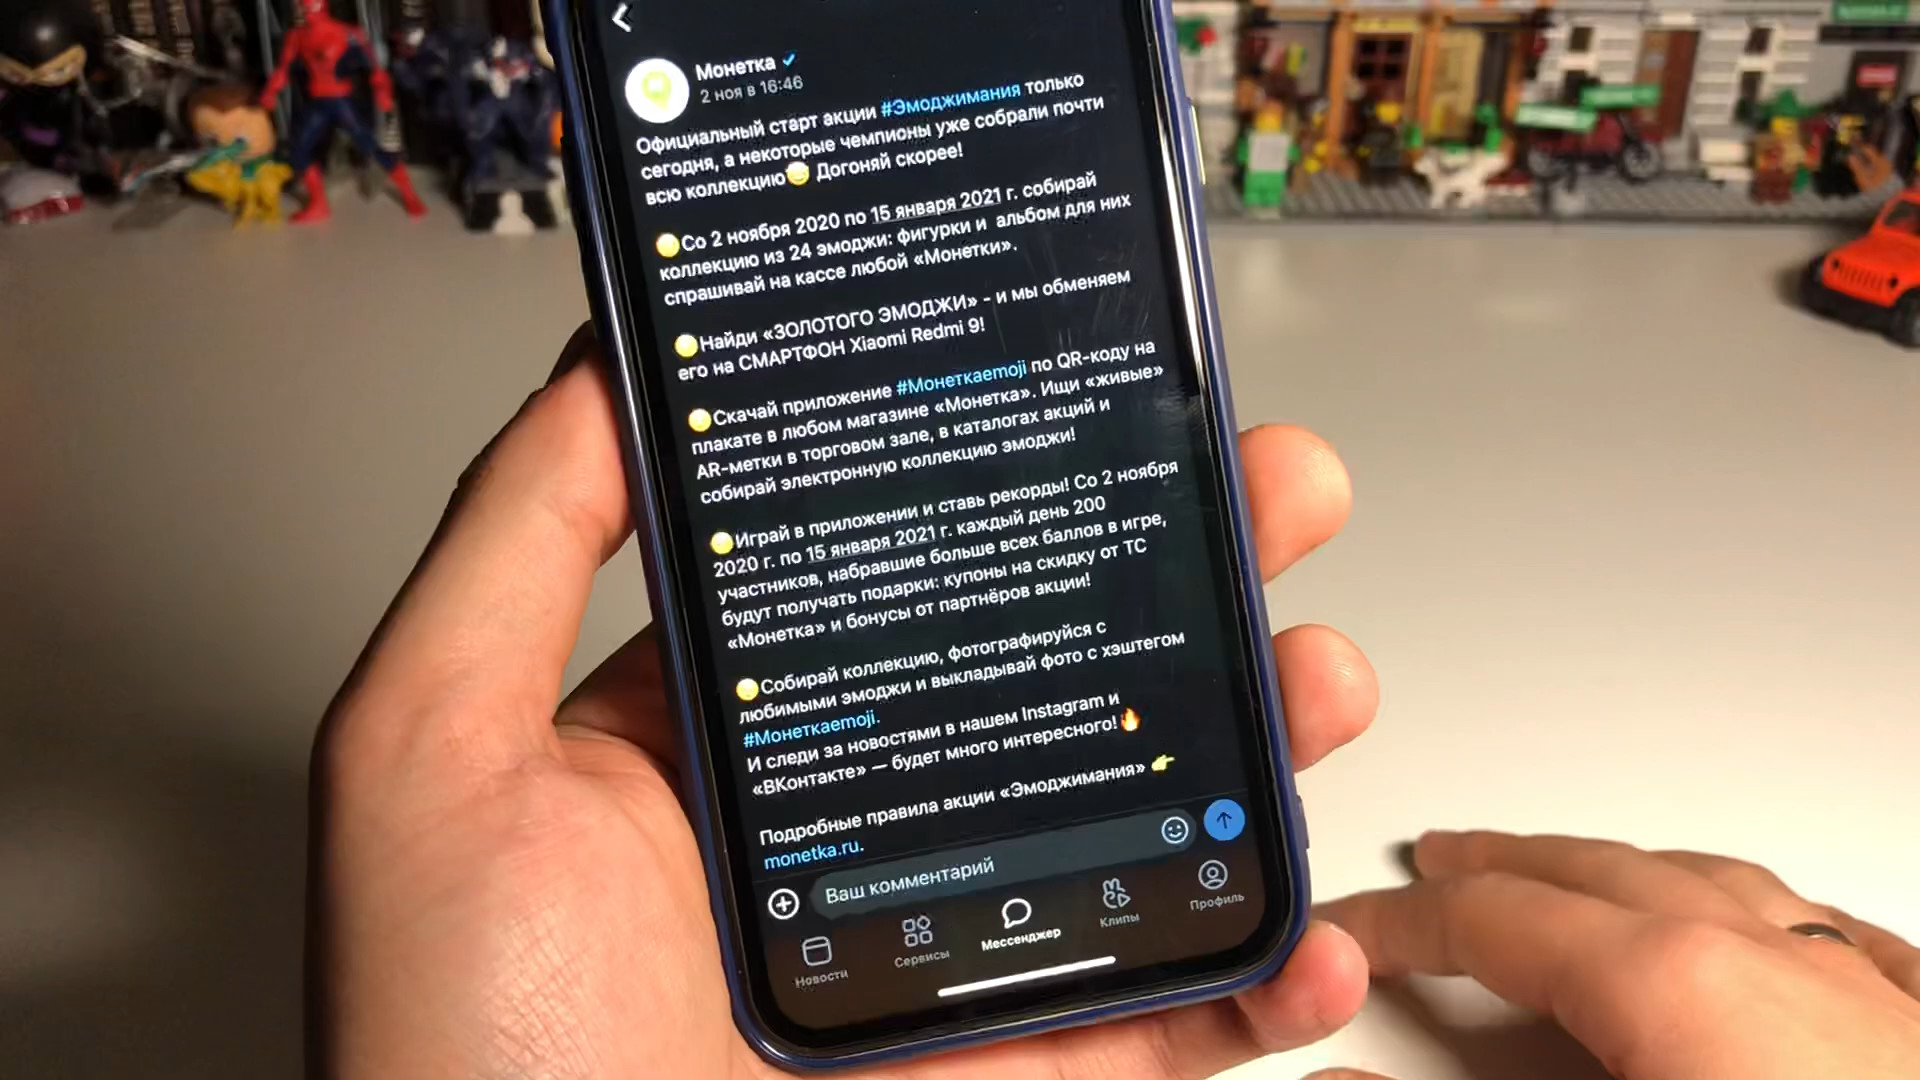 Монетка
2 ноя в 16:46
Официальный старт акции #Эмоджимания только
сегодня, а некоторые чемпионы уже собрали почти
всю коллекцию😄 Догоняй скорее!
Со 2 ноября 2020 по 15 января 2021 г. собирай
коллекцию из 24 эмоджи: фигурки и альбом для них
спрашивай на кассе любой «Монетки».
Найди «ЗОЛОТОГО ЭМОДЖИ» - и мы обменяем
его на СМАРТФОН Xiaomi Redmi 9!
Скачай приложение #Монеткаemoji по QR-коду на
плакате в любом магазине «Монетка». Ищи «живые»
AR-метки в торговом зале, в каталогах акций и
собирай электронную коллекцию эмоджи!
Играй в приложении и ставь рекорды! Со 2 ноября
2020 г. по 15 января 2021 г. каждый день 200
участников, набравшие больше всех баллов в игре,
будут получать подарки: купоны на скидку от ТС
«Монетка» и бонусы от партнёров акции!
Собирай коллекцию, фотографируйся с
любимыми эмоджи и выкладывай фото с хэштегом
#Монеткаemoji.
И следи за новостями в нашем Instagram и
«ВКонтакте» — будет много интересного!🔥
Подробные правила акции «Эмоджимания» 👉
monetka.ru.
Ваш комментарий
Новости
Сервисы
Мессенджер
Клипы
Профиль